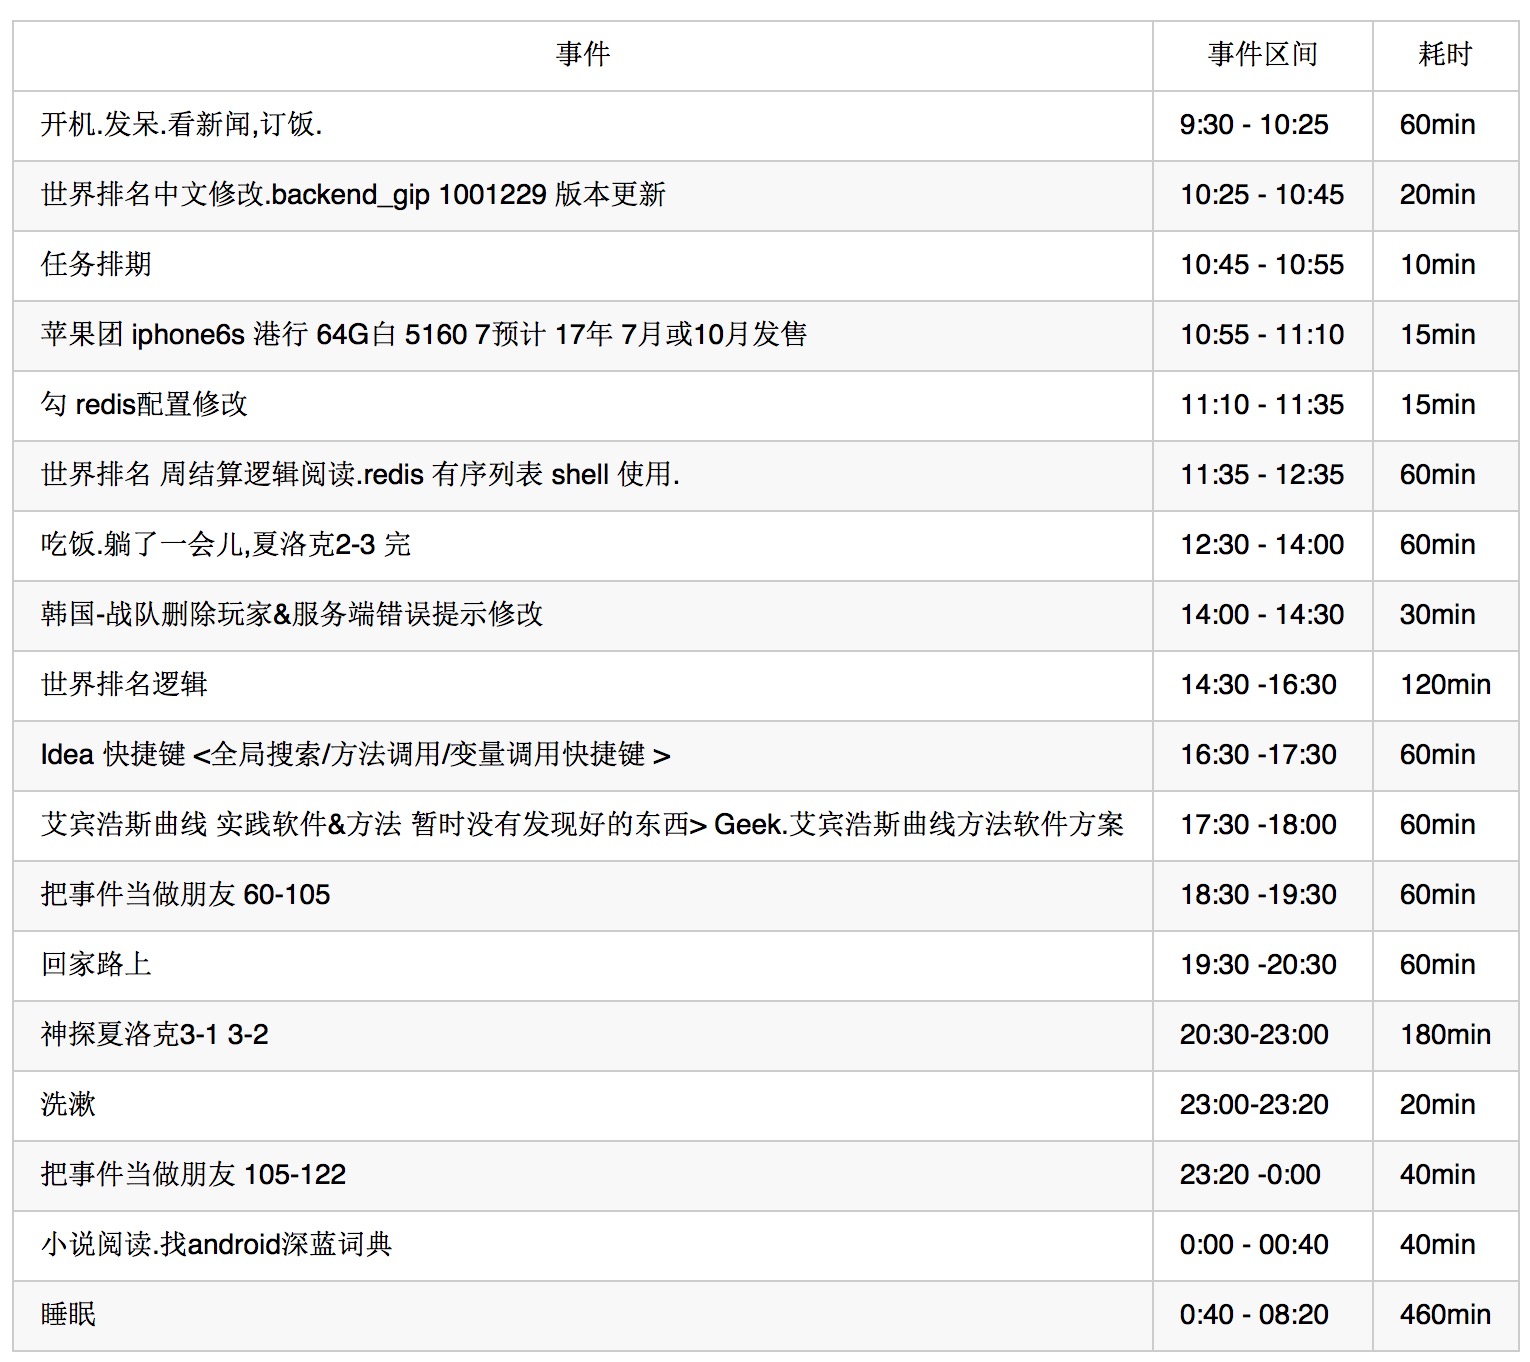 事件 事件区间 耗时
开机.发呆.看新闻,订饭. 9:30 - 10:25 60min
世界排名中文修改.backend_gip 1001229 版本更新 10:25 - 10:45 20min
任务排期 10:45 - 10:55 10min
苹果团 iphone6s 港行 64G白 5160 7预计 17年 7月或10月发售 10:55 - 11:10 15min
勾 redis配置修改 11:10 - 11:35 15min
世界排名 周结算逻辑阅读.redis 有序列表 shell 使用. 11:35 - 12:35 60min
吃饭.躺了一会儿,夏洛克2-3 完 12:30 - 14:00 60min
韩国-战队删除玩家&服务端错误提示修改 14:00 - 14:30 30min
世界排名逻辑 14:30 -16:30 120min
Idea 快捷键 <全局搜索/方法调用/变量调用快捷键 > 16:30 -17:30 60min
艾宾浩斯曲线 实践软件&方法 暂时没有发现好的东西> Geek.艾宾浩斯曲线方法软件方案 17:30 -18:00 60min
把事件当做朋友 60-105 18:30 -19:30 60min
回家路上 19:30 -20:30 60min
神探夏洛克3-1 3-2 20:30-23:00 180min
洗漱 23:00-23:20 20min
把事件当做朋友 105-122 23:20 -0:00 40min
小说阅读.找android深蓝词典 0:00 - 00:40 40min
睡眠 0:40 - 08:20 460min